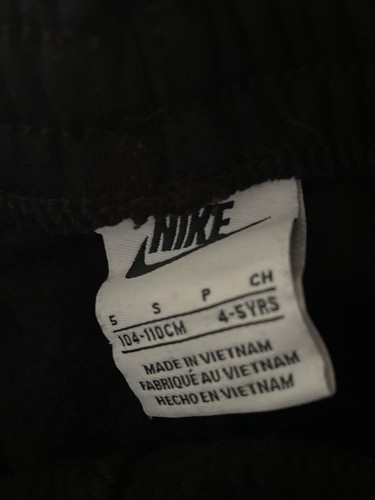 NIKE
S S P CH
104-110CM 4-5YRS
MADE IN VIETNAM
FABRIQUÉ AU VIETNAM
HECHO EN VIETNAM